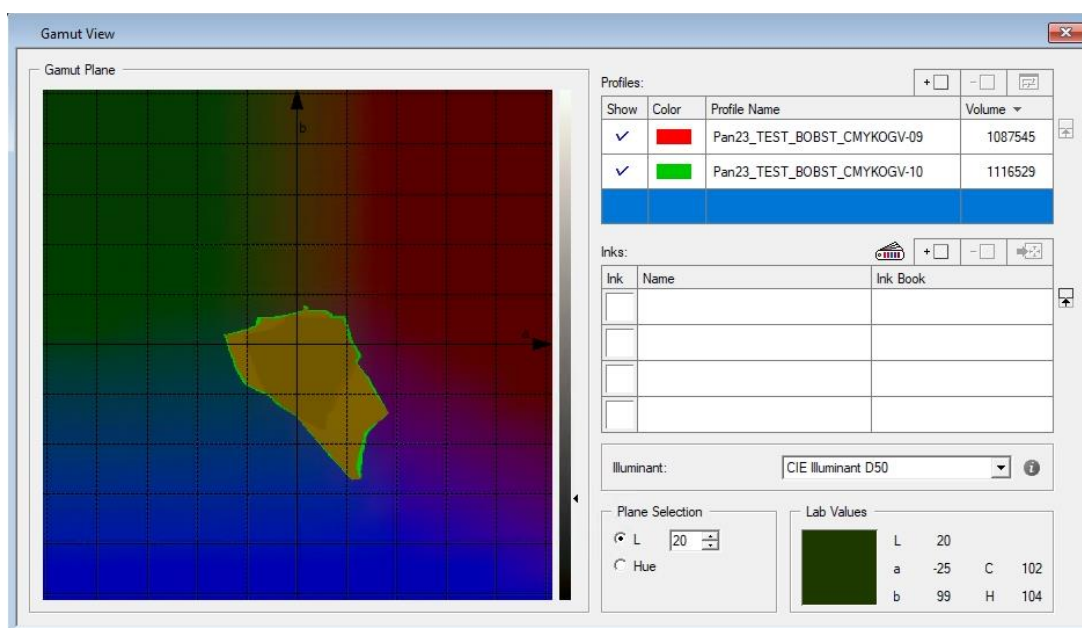 Gamut View
Gamut Plane
b
a
Profiles:
Show Color Profile Name Volume
Pan23_TEST_BOBST_CMYKOGV-09 1087545
Pan23_TEST_BOBST_CMYKOGV-10 1116529
Inks:
Ink Name Ink Book
Illuminant: CIE Illuminant D50
Plane Selection
L 20
Hue
Lab Values
L 20
a -25 C 102
b 99 H 104